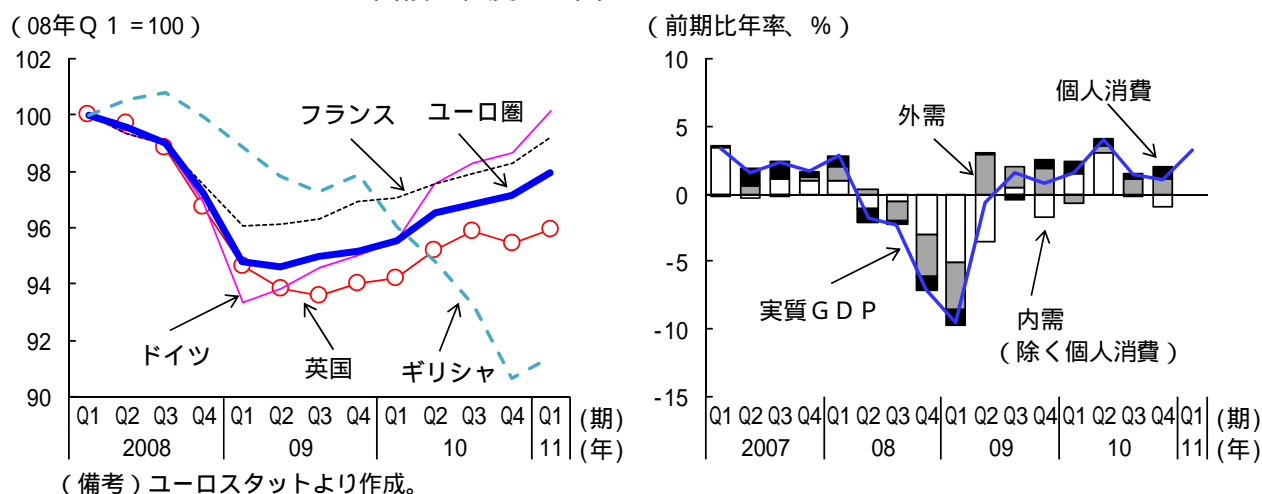 (08年Ｑ１=100)
102
100
98
96
94
92
90
フランス
ユーロ圏
ドイツ
英国
ギリシャ
Q1 Q2 Q3 Q4 Q1 Q2 Q3 Q4 Q1 Q2 Q3 Q4 Q1 (期)
2008 09 10 11 (年)
(備考)ユーロスタットより作成。
(前期比年率、%)
10
5
0
-5
-10
-15
外需
個人消費
実質ＧＤＰ
内需
(除く個人消費)
Q1 Q2 Q3 Q4 Q1 Q2 Q3 Q4 Q1 Q2 Q3 Q4 Q1 Q2 Q3 Q4 Q1 (期)
2007 08 09 10 11 (年)